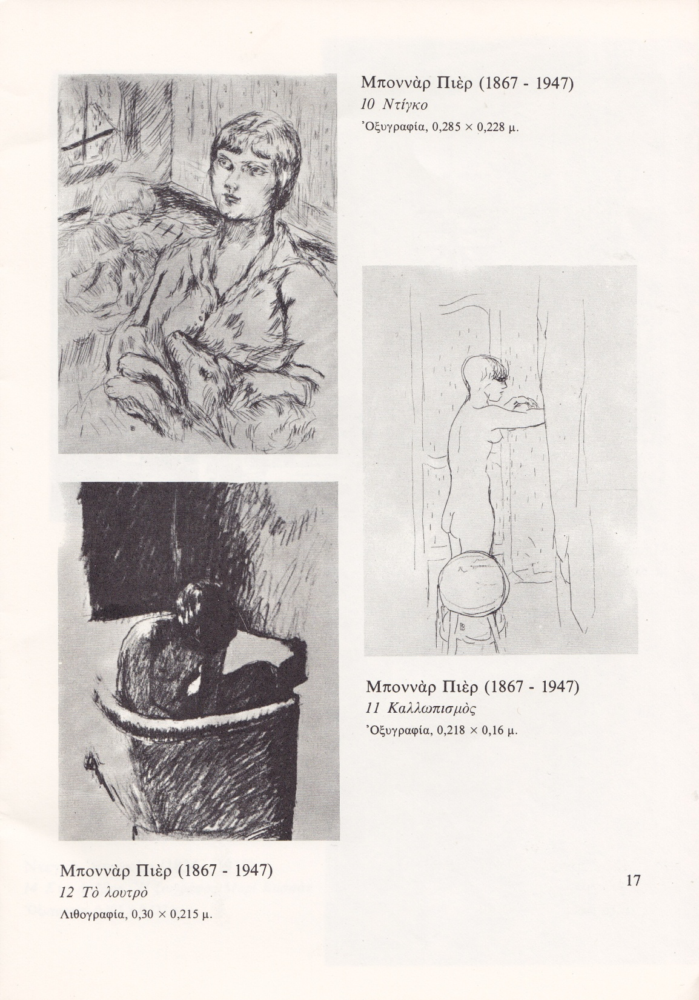 Μποννὰρ Πιὲρ (1867 - 1947)
10 Ντίγκο
Ὀξυγραφία, 0,285 × 0,228 μ.
Μποννὰρ Πιὲρ (1867 - 1947)
11 Καλλωπισμὸς
Ὀξυγραφία, 0,218 × 0,16 μ.
Μποννὰρ Πιὲρ (1867 - 1947)
12 Τὸ λουτρὸ
Λιθογραφία, 0,30 × 0,215 μ.
17